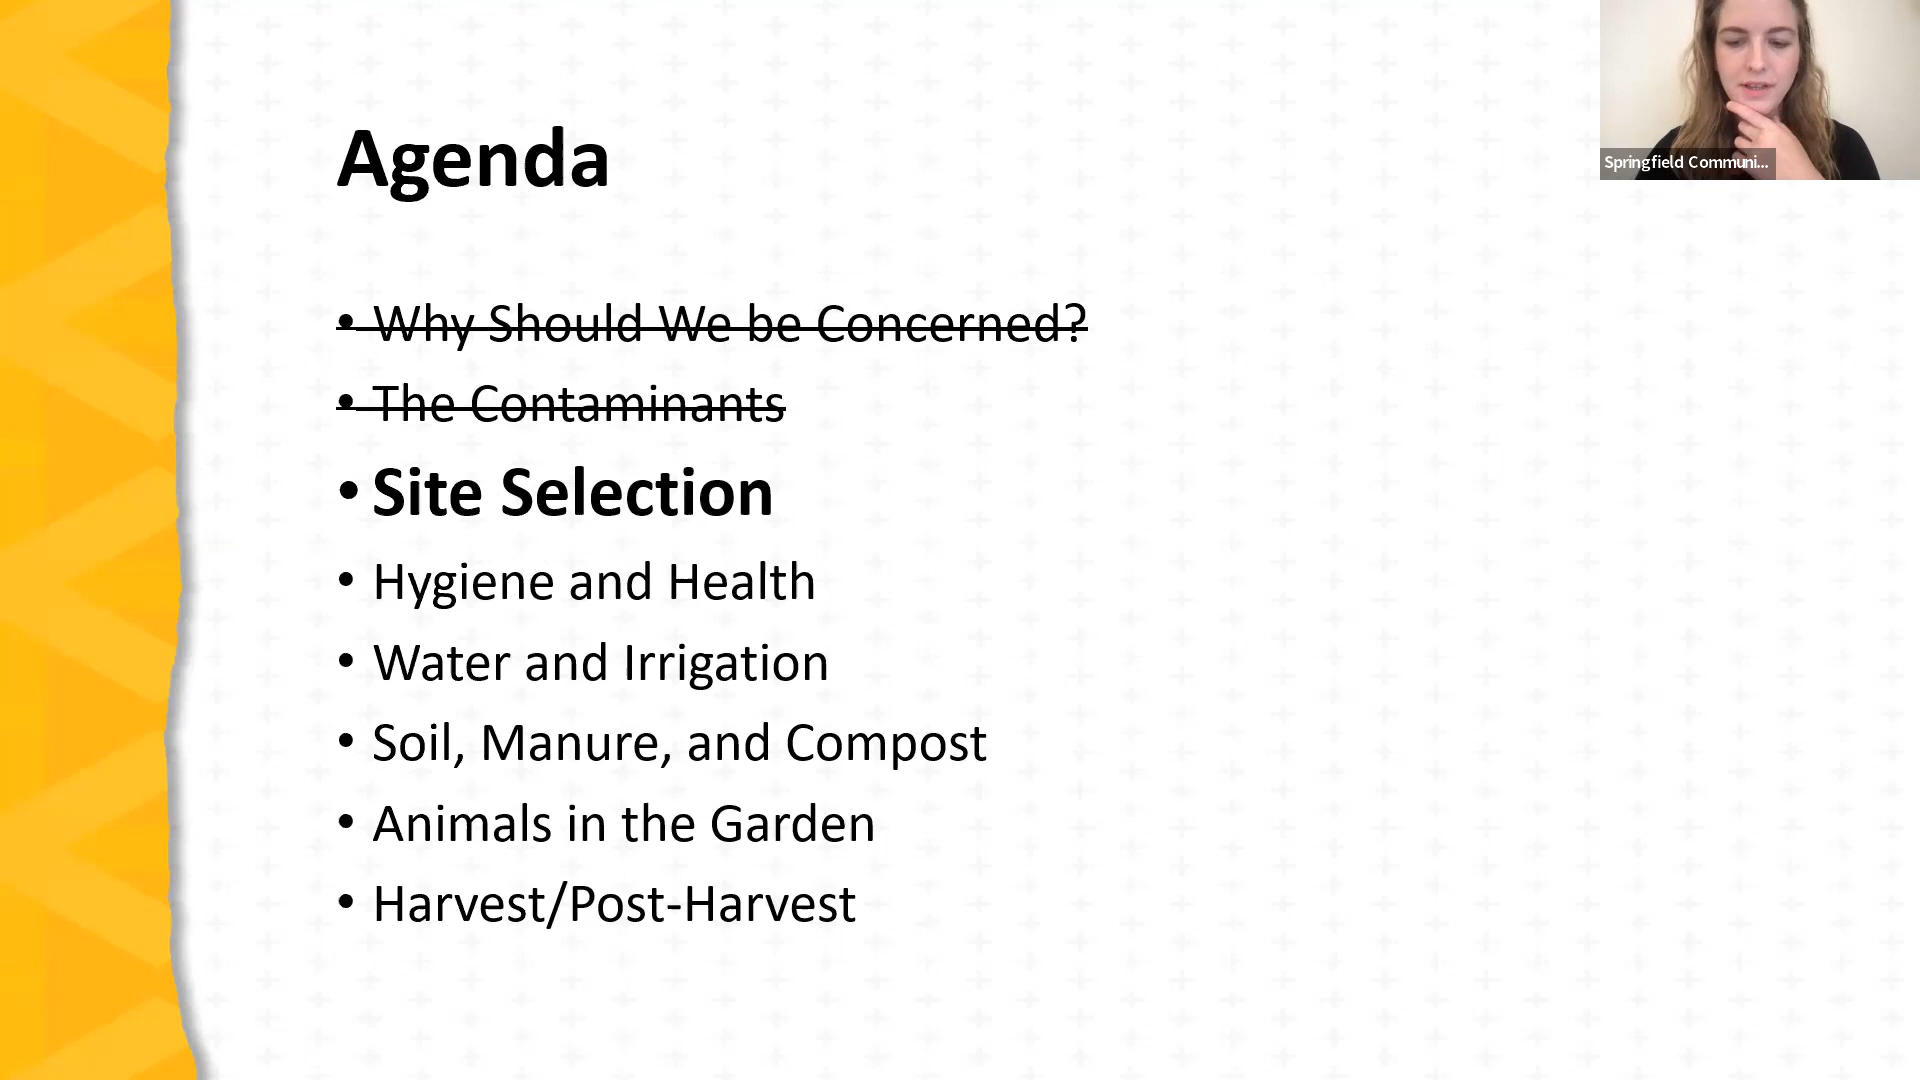 Agenda
• Why Should We be Concerned?
• The Contaminants
• Site Selection
• Hygiene and Health
• Water and Irrigation
• Soil, Manure, and Compost
• Animals in the Garden
• Harvest/Post-Harvest
Springfield Communi...